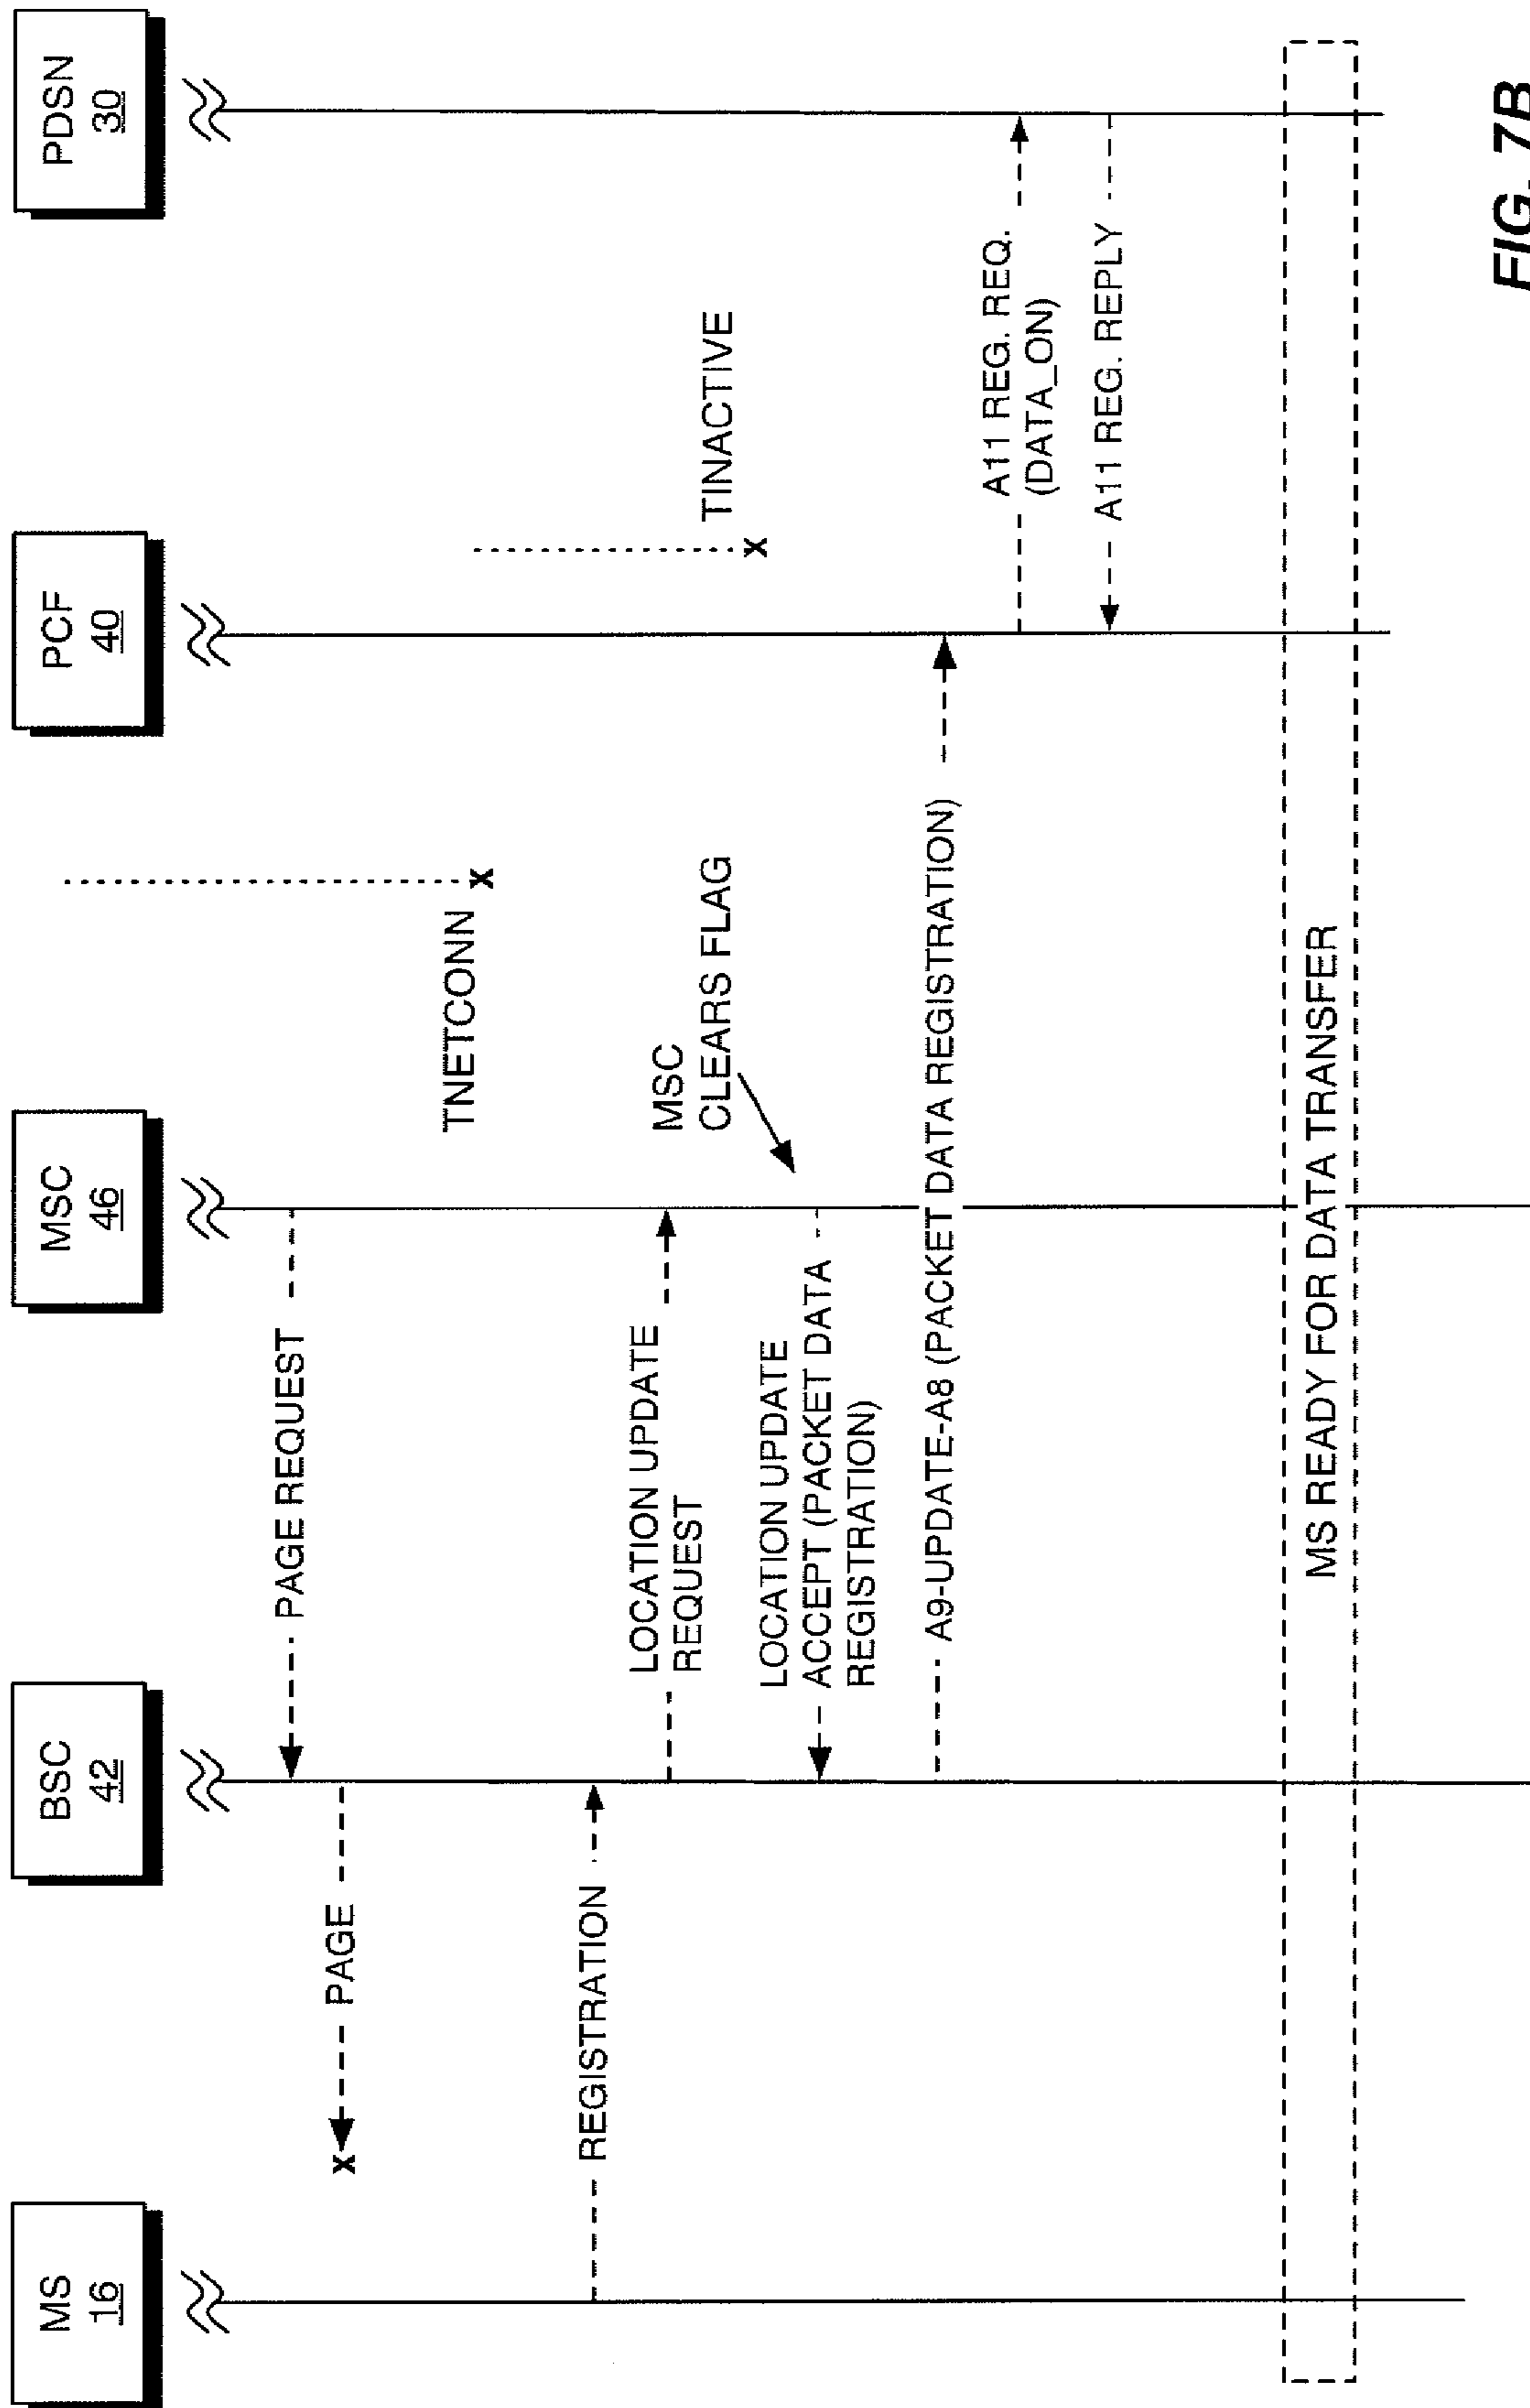 MS
16
BSC
42
MSC
46
PCF
40
PDSN
30
PAGE REQUEST
X
PAGE
TNETCONN
X
REGISTRATION
LOCATION UPDATE
REQUEST
MSC
CLEARS FLAG
TINACTIVE
X
LOCATION UPDATE
ACCEPT (PACKET DATA
REGISTRATION)
A9-UPDATE-A8 (PACKET DATA REGISTRATION)
A11 REG. REQ.
(DATA_ON)
A11 REG. REPLY
MS READY FOR DATA TRANSFER
FIG. 7B